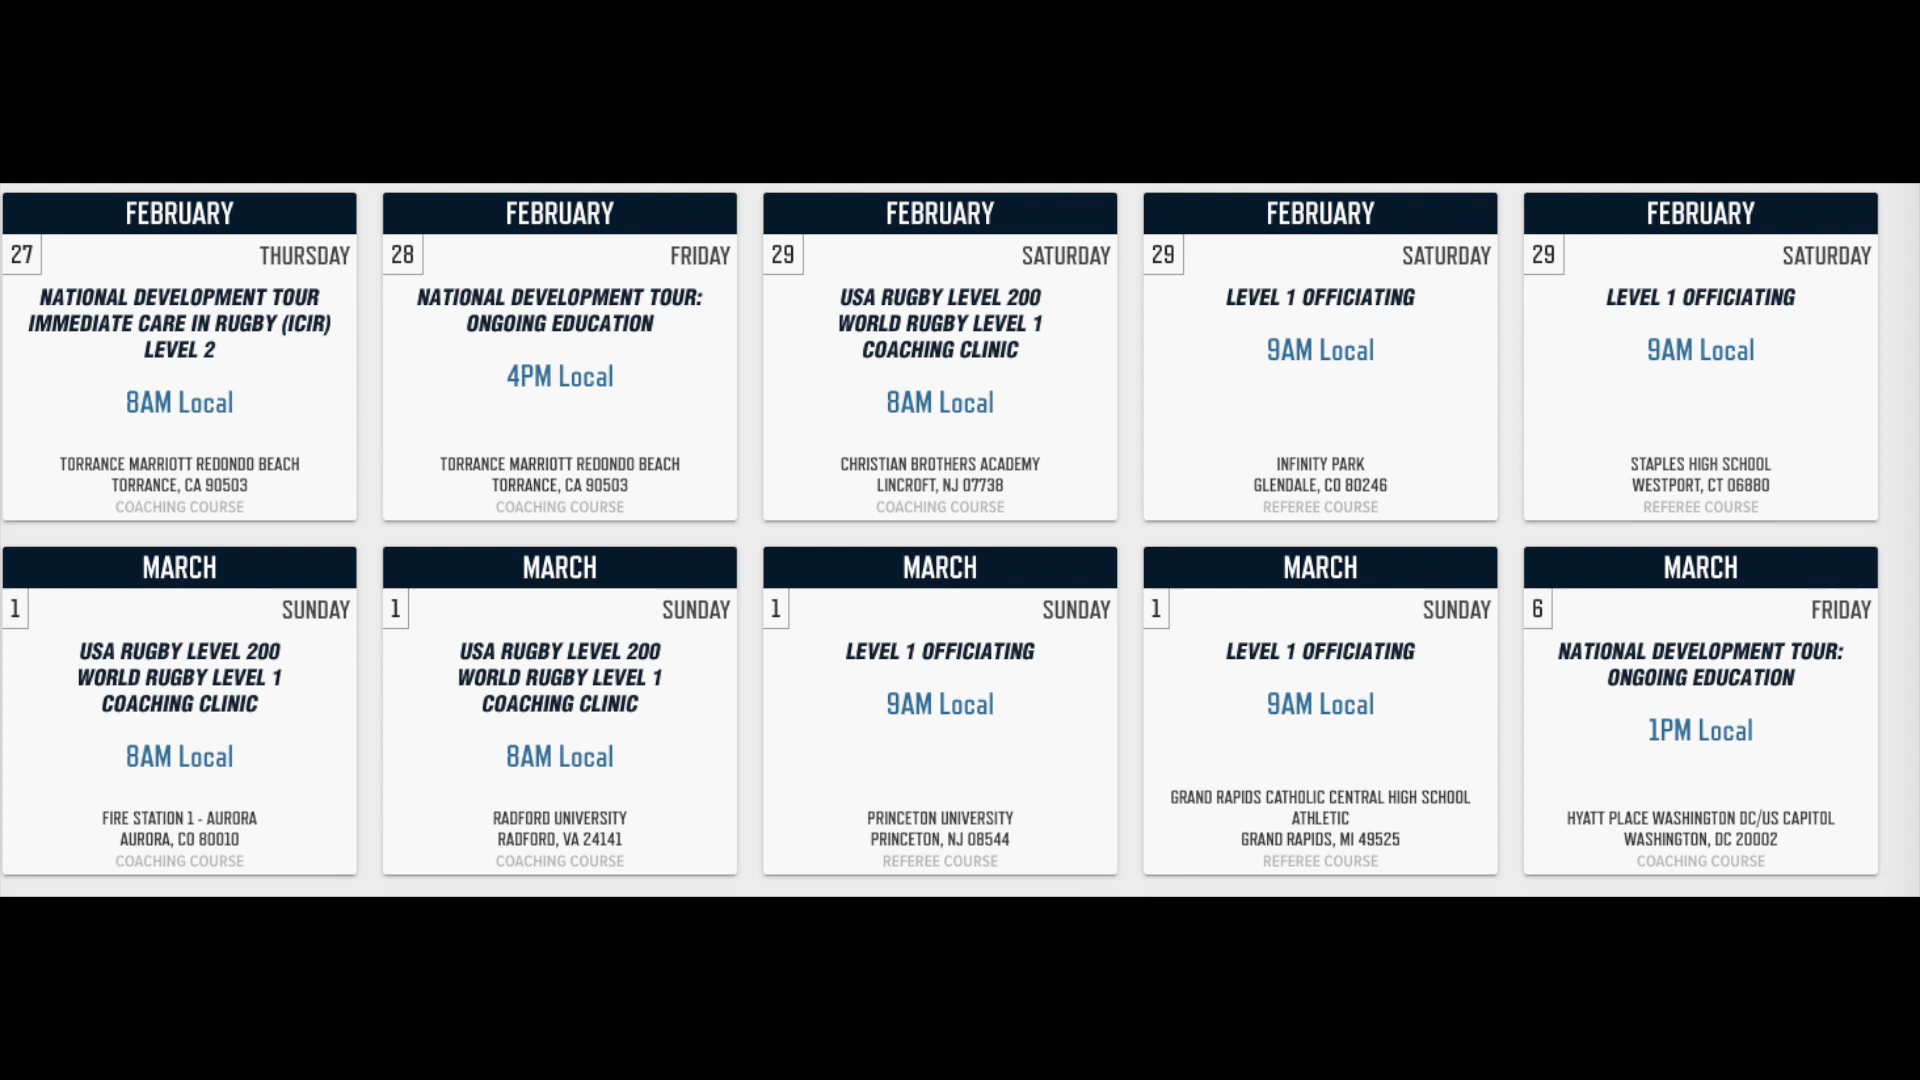 FEBRUARY
27
THURSDAY
NATIONAL DEVELOPMENT TOUR
IMMEDIATE CARE IN RUGBY (ICIR)
LEVEL 2
8AM Local
TORRANCE MARRIOTT REDONDO BEACH
TORRANCE, CA 90503
COACHING COURSE
FEBRUARY
28
FRIDAY
NATIONAL DEVELOPMENT TOUR:
ONGOING EDUCATION
4PM Local
TORRANCE MARRIOTT REDONDO BEACH
TORRANCE, CA 90503
COACHING COURSE
FEBRUARY
29
SATURDAY
USA RUGBY LEVEL 200
WORLD RUGBY LEVEL 1
COACHING CLINIC
8AM Local
CHRISTIAN BROTHERS ACADEMY
LINCROFT, NJ 07738
COACHING COURSE
FEBRUARY
29
SATURDAY
LEVEL 1 OFFICIATING
9AM Local
INFINITY PARK
GLENDALE, CO 80246
REFEREE COURSE
FEBRUARY
29
SATURDAY
LEVEL 1 OFFICIATING
9AM Local
STAPLES HIGH SCHOOL
WESTPORT, CT 06880
REFEREE COURSE
MARCH
1
SUNDAY
USA RUGBY LEVEL 200
WORLD RUGBY LEVEL 1
COACHING CLINIC
8AM Local
FIRE STATION 1 - AURORA
AURORA, CO 80010
COACHING COURSE
MARCH
1
SUNDAY
USA RUGBY LEVEL 200
WORLD RUGBY LEVEL 1
COACHING CLINIC
8AM Local
RADFORD UNIVERSITY
RADFORD, VA 24141
COACHING COURSE
MARCH
1
SUNDAY
LEVEL 1 OFFICIATING
9AM Local
PRINCETON UNIVERSITY
PRINCETON, NJ 08544
REFEREE COURSE
MARCH
1
SUNDAY
LEVEL 1 OFFICIATING
9AM Local
GRAND RAPIDS CATHOLIC CENTRAL HIGH SCHOOL
ATHLETIC
GRAND RAPIDS, MI 49525
REFEREE COURSE
MARCH
6
FRIDAY
NATIONAL DEVELOPMENT TOUR:
ONGOING EDUCATION
1PM Local
HYATT PLACE WASHINGTON DC/US CAPITOL
WASHINGTON, DC 20002
COACHING COURSE